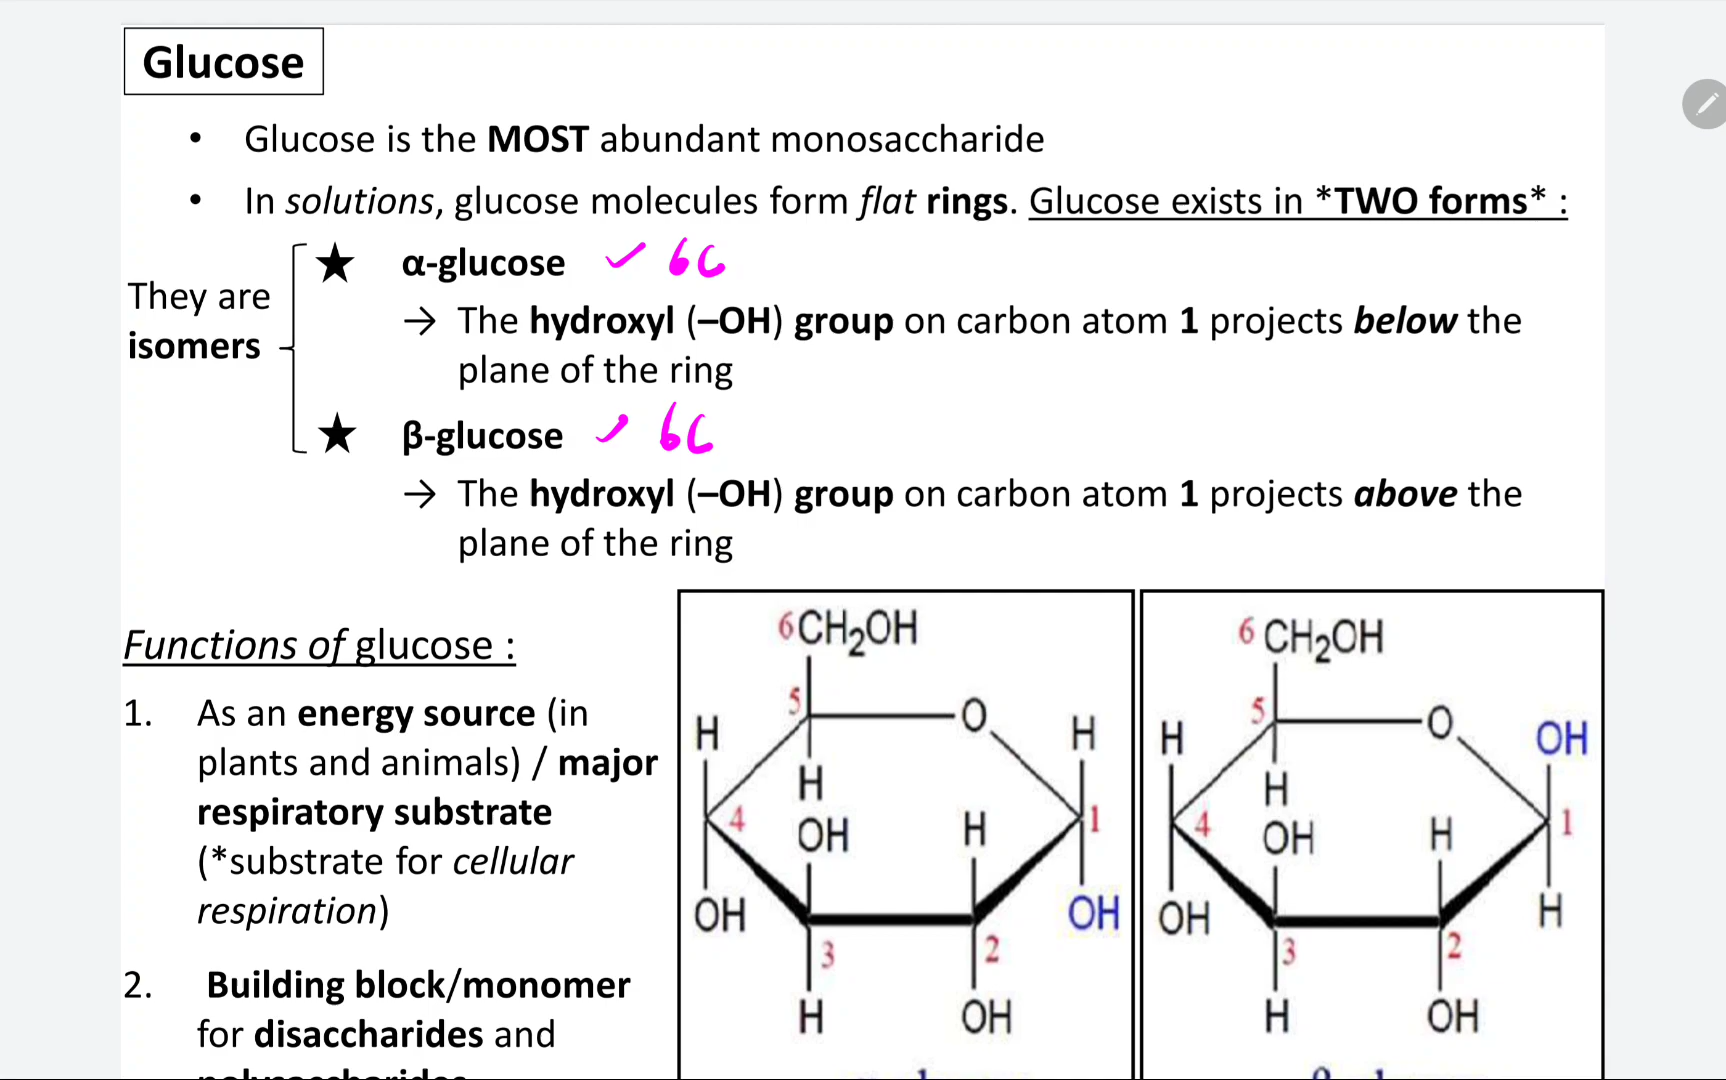 Glucose
• Glucose is the MOST abundant monosaccharide
• In solutions, glucose molecules form flat rings. Glucose exists in *TWO forms* :
They are
isomers
★ α-glucose ✓ 6C
→ The hydroxyl (–OH) group on carbon atom 1 projects below the
plane of the ring
★ β-glucose ✓ 6C
→ The hydroxyl (–OH) group on carbon atom 1 projects above the
plane of the ring
Functions of glucose :
1. As an energy source (in
plants and animals) / major
respiratory substrate
(*substrate for cellular
respiration)
2. Building block/monomer
for disaccharides and
6 CH₂OH
5 O
H H
H
4 OH H 1
OH OH
3 2
H OH
6 CH₂OH
5 O
H OH
H
4 OH H 1
OH H
3 2
H OH